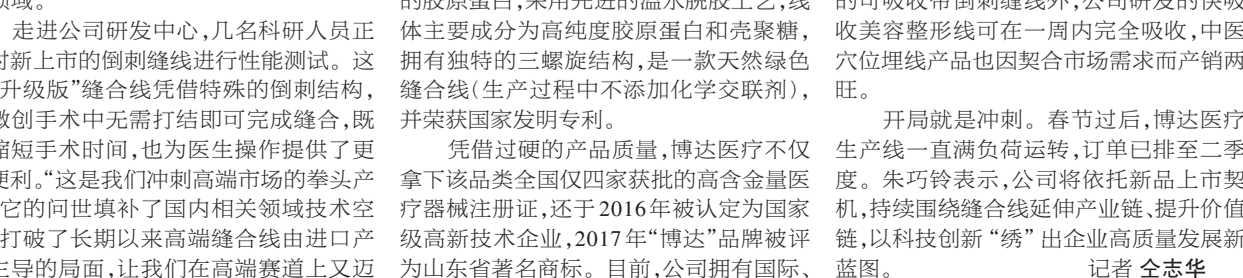 领域。
走进公司研发中心，几名科研人员正
对新上市的倒刺缝线进行性能测试。这
升级版”缝合线凭借特殊的倒刺结构，
微创手术中无需打结即可完成缝合，既
缩短手术时间，也为医生操作提供了更
便利。“这是我们冲刺高端市场的拳头产
它的问世填补了国内相关领域技术空
打破了长期以来高端缝合线由进口产
主导的局面，让我们在高端赛道上又迈
的胶原蛋白，采用先进的温水脱胶工艺，线
体主要成分为高纯度胶原蛋白和壳聚糖，
拥有独特的三螺旋结构，是一款天然绿色
缝合线（生产过程中不添加化学交联剂），
并荣获国家发明专利。
凭借过硬的产品质量，博达医疗不仅
拿下该品类全国仅四家获批的高含金量医
疗器械注册证，还于2016年被认定为国家
级高新技术企业，2017年“博达”品牌被评
为山东省著名商标。目前，公司拥有国际、
的可吸收带倒刺缝线外，公司研发的快吸
收美容整形线可在一周内完全吸收，中医
穴位埋线产品也因契合市场需求而产销两
旺。
开局就是冲刺。春节过后，博达医疗
生产线一直满负荷运转，订单已排至二季
度。朱巧铃表示，公司将依托新品上市契
机，持续围绕缝合线延伸产业链、提升价值
链，以科技创新“绣”出企业高质量发展新
蓝图。 记者 仝志华